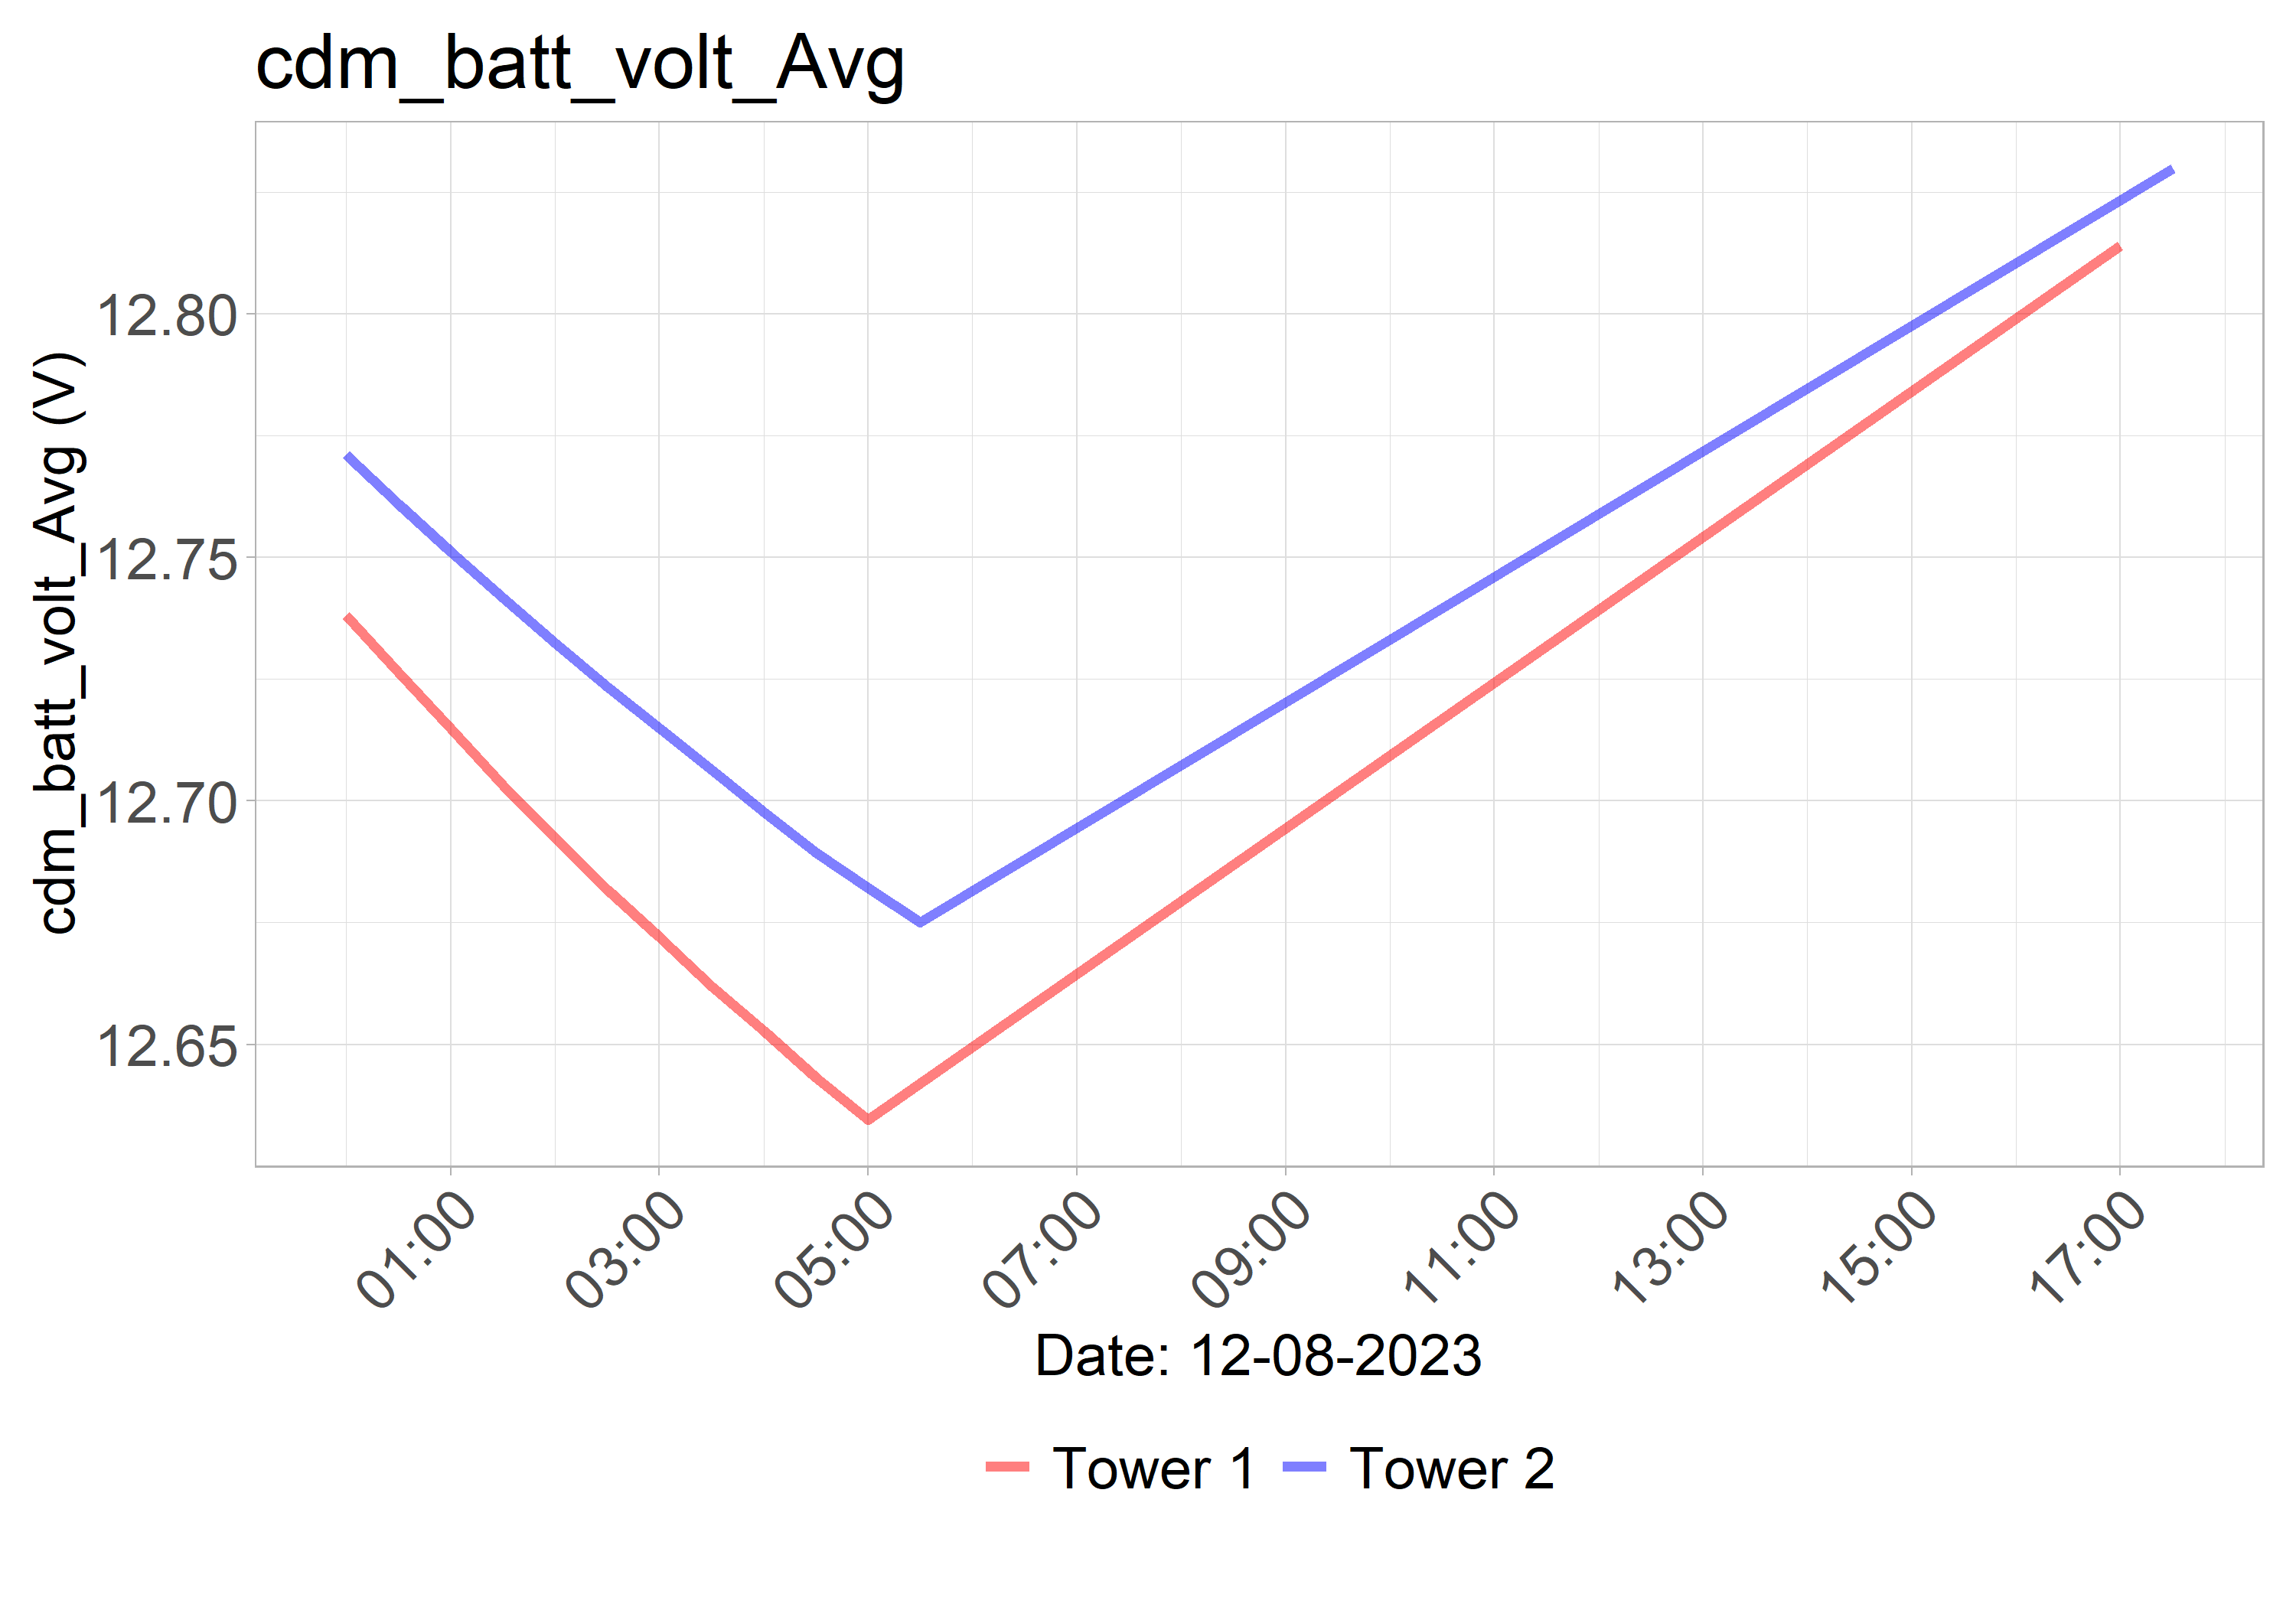 cdm_batt_volt_Avg
cdm_batt_volt_Avg (V)
12.80
12.75
12.70
12.65
01:00
03:00
05:00
07:00
09:00
11:00
13:00
15:00
17:00
Date: 12-08-2023
Tower 1
Tower 2